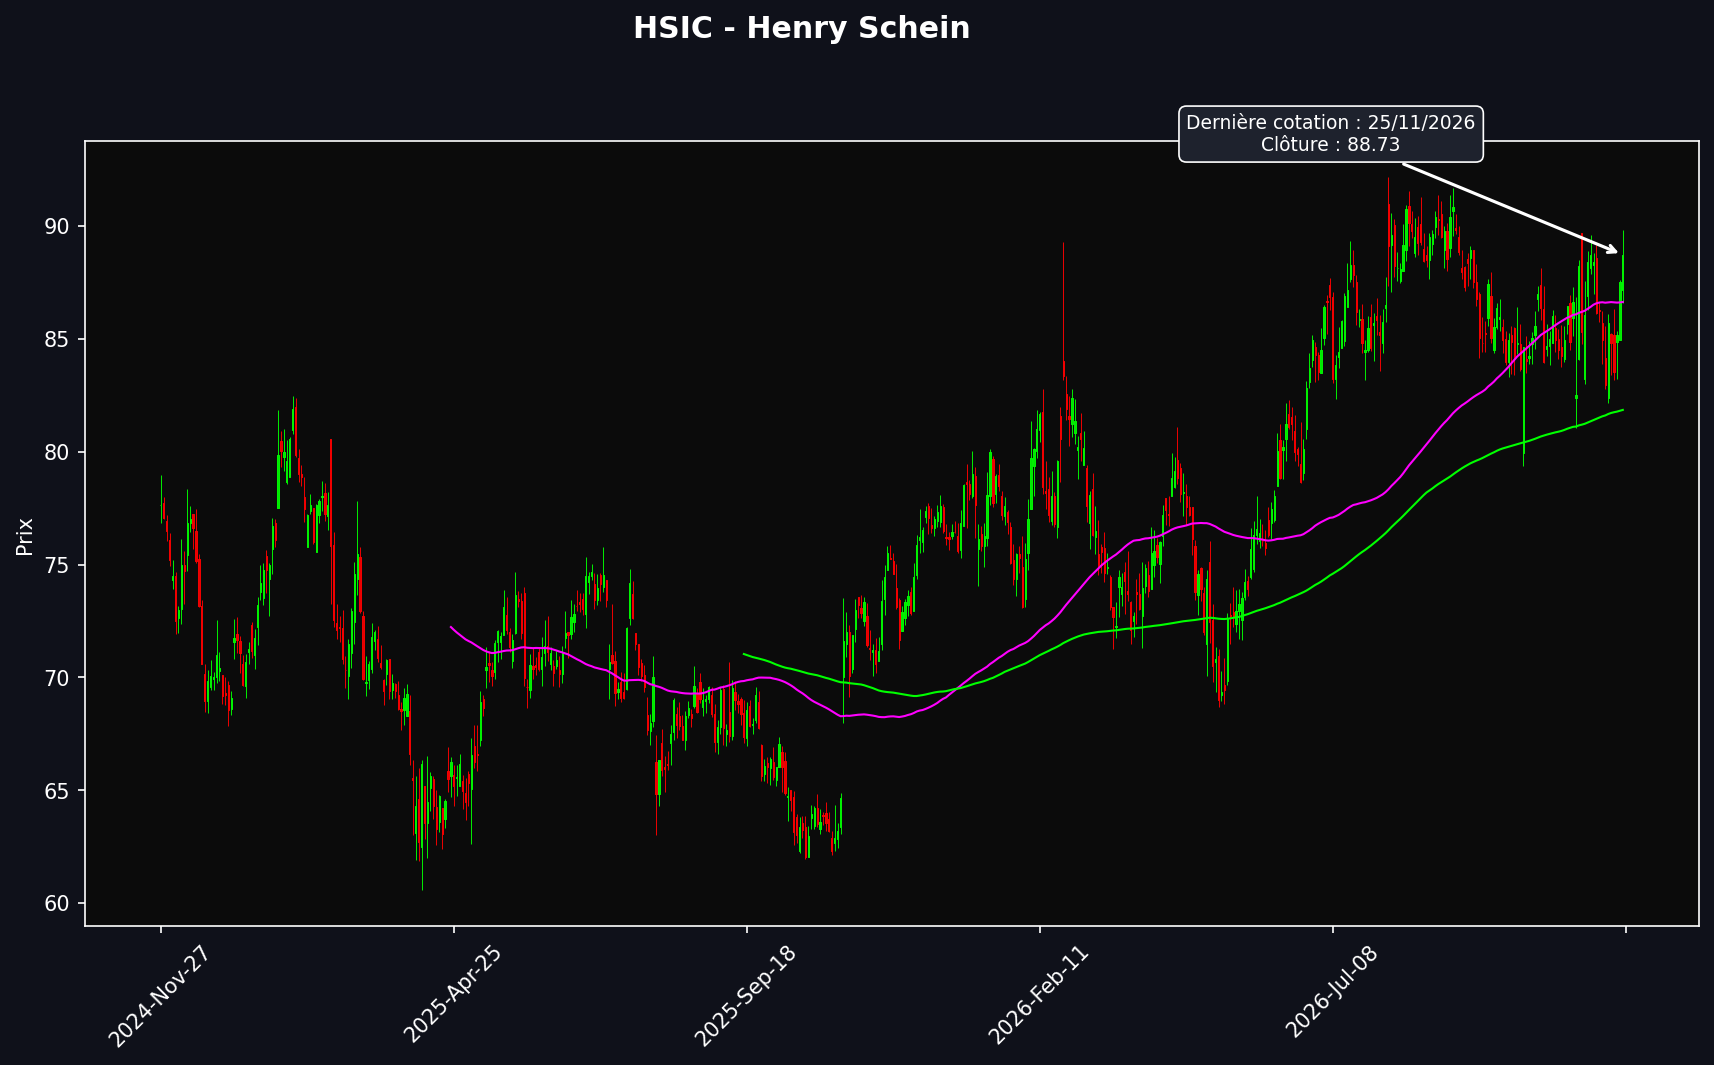 HSIC - Henry Schein
Dernière cotation : 25/11/2026
Clôture : 88.73
Prix
90
85
80
75
70
65
60
2024-Nov-27
2025-Apr-25
2025-Sep-18
2026-Feb-11
2026-Jul-08